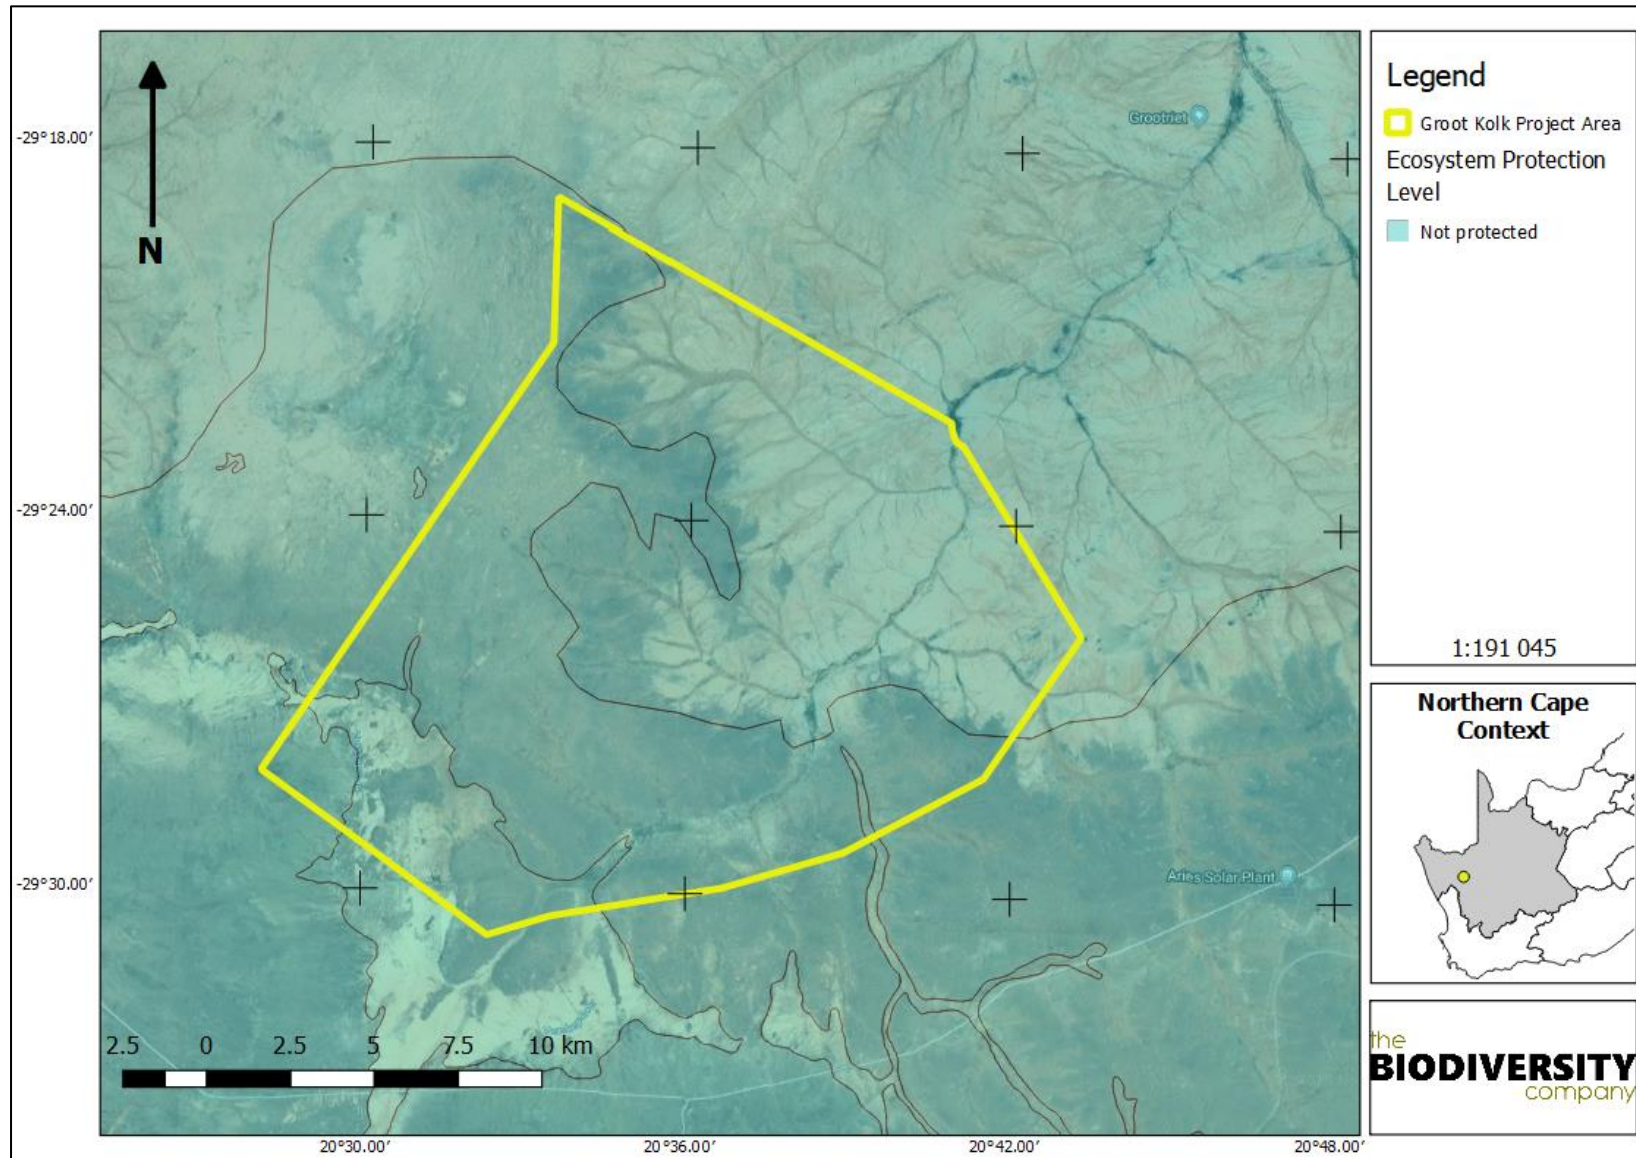 -29°18.00'
-29°24.00'
-29°30.00'
N
Grootriet
Aries Solar Plant
2.5 0 2.5 5 7.5 10 km
20°30.00' 20°36.00' 20°42.00' 20°48.00'
Legend
Groot Kolk Project Area
Ecosystem Protection
Level
Not protected
1:191 045
Northern Cape
Context
the
BIODIVERSITY
company